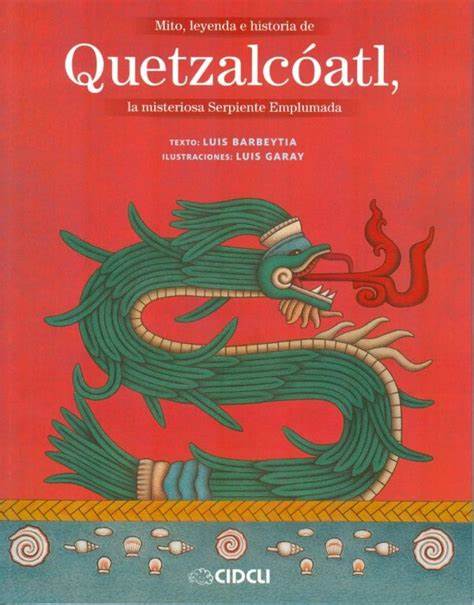 Mito, leyenda e historia de
Quetzalcóatl,
la misteriosa Serpiente Emplumada
TEXTO: LUIS BARBEYTIA
ILUSTRACIONES: LUIS GARAY
CIDCLI